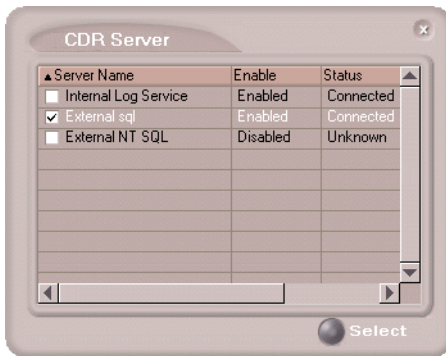 CDR Server
Server Name Enable Status
Internal Log Service Enabled Connected
External sql Enabled Connected
External NT SQL Disabled Unknown
Select